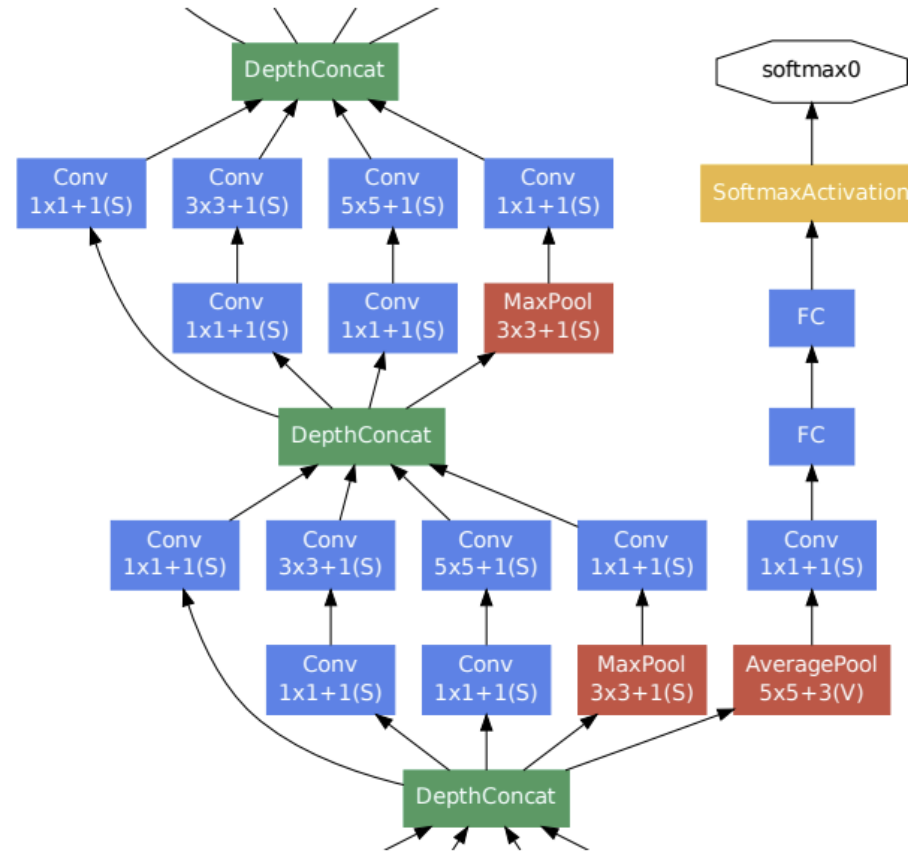 DepthConcat
softmax0
Conv
1x1+1(S)
Conv
3x3+1(S)
Conv
5x5+1(S)
Conv
1x1+1(S)
SoftmaxActivation
Conv
1x1+1(S)
Conv
1x1+1(S)
MaxPool
3x3+1(S)
FC
DepthConcat
FC
Conv
1x1+1(S)
Conv
3x3+1(S)
Conv
5x5+1(S)
Conv
1x1+1(S)
Conv
1x1+1(S)
Conv
1x1+1(S)
Conv
1x1+1(S)
MaxPool
3x3+1(S)
AveragePool
5x5+3(V)
DepthConcat